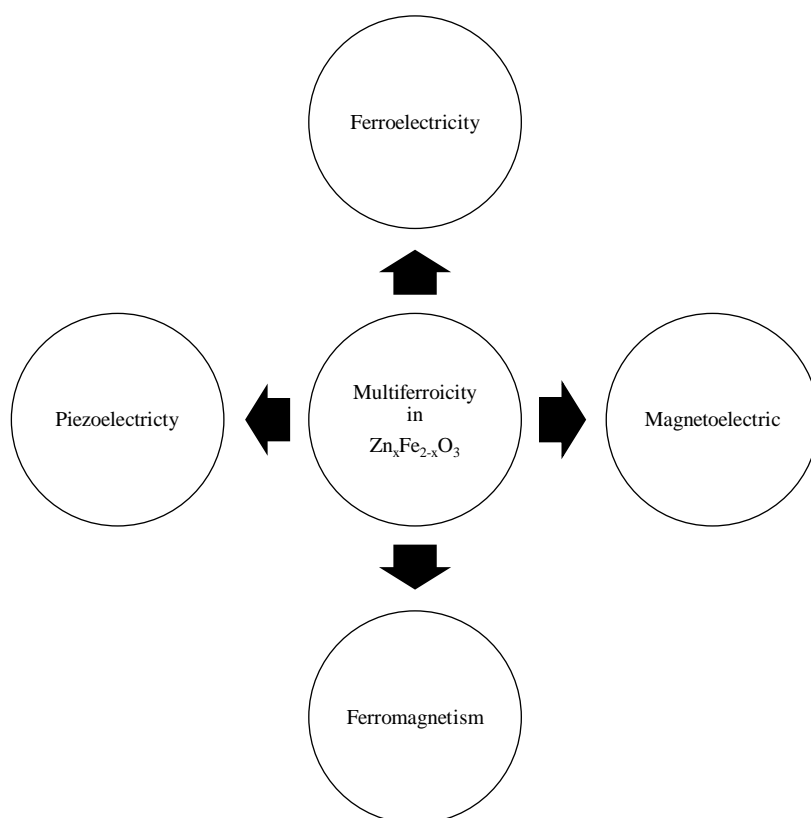 Ferroelectricity
Piezoelectricty
Multiferroicity
in
ZnₓFe₂₋ₓO₃
Magnetoelectric
Ferromagnetism